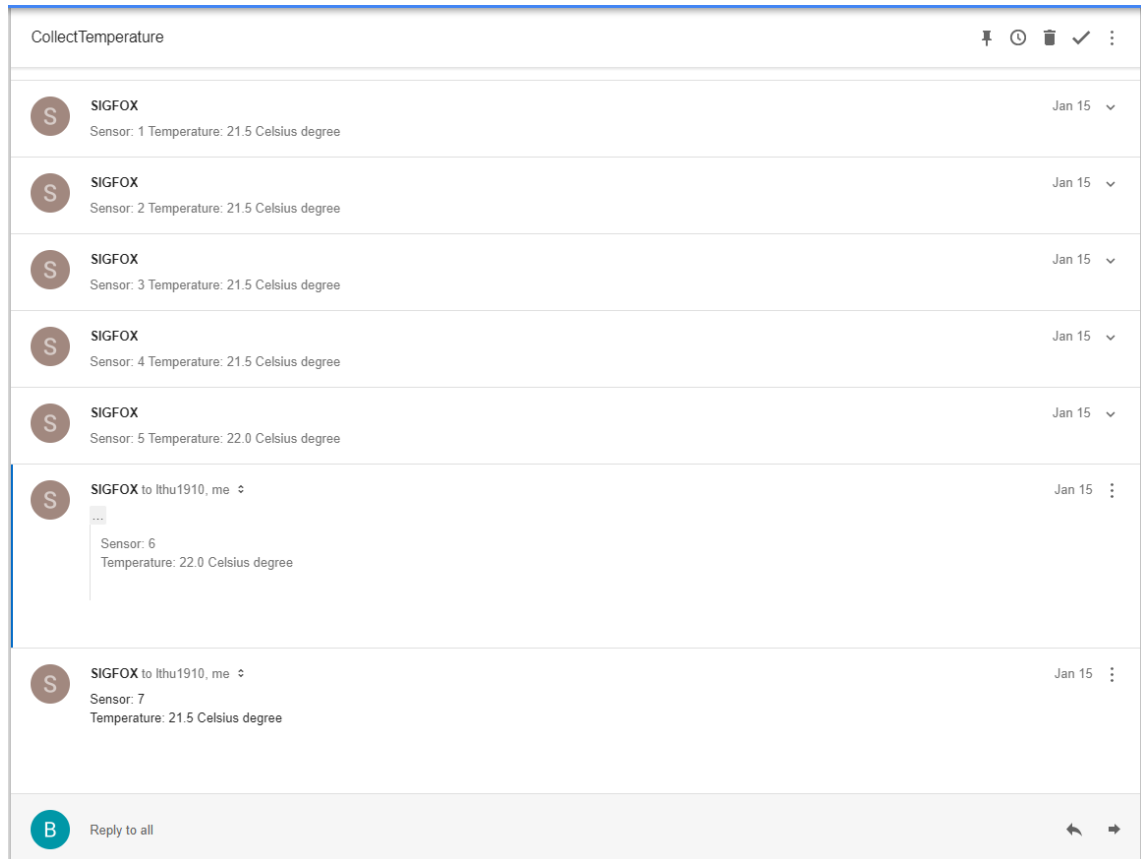 CollectTemperature
S
SIGFOX
Jan 15
Sensor: 1 Temperature: 21.5 Celsius degree
S
SIGFOX
Jan 15
Sensor: 2 Temperature: 21.5 Celsius degree
S
SIGFOX
Jan 15
Sensor: 3 Temperature: 21.5 Celsius degree
S
SIGFOX
Jan 15
Sensor: 4 Temperature: 21.5 Celsius degree
S
SIGFOX
Jan 15
Sensor: 5 Temperature: 22.0 Celsius degree
S
SIGFOX to lthu1910, me
Jan 15
...
Sensor: 6
Temperature: 22.0 Celsius degree
S
SIGFOX to lthu1910, me
Jan 15
Sensor: 7
Temperature: 21.5 Celsius degree
B
Reply to all